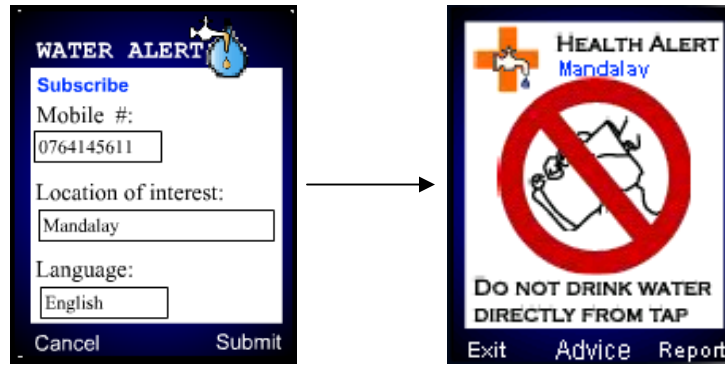 WATER ALERT
Subscribe
Mobile #:
0764145611
Location of interest:
Mandalay
Language:
English
Cancel Submit
HEALTH ALERT
Mandalay
DO NOT DRINK WATER
DIRECTLY FROM TAP
Exit Advice Report